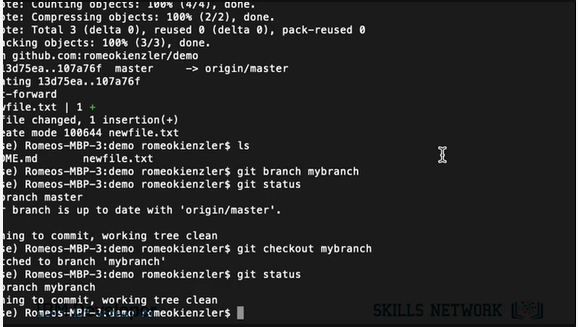 ote: Counting objects: 100% (4/4), done.
ote: Compressing objects: 100% (2/2), done.
ote: Total 3 (delta 0), reused 0 (delta 0), pack-reused 0
acking objects: 100% (3/3), done.
m github.com:romeokienzler/demo
13d75ea..107a76f  master     -> origin/master
ating 13d75ea..107a76f
t-forward
wfile.txt | 1 +
file changed, 1 insertion(+)
eate mode 100644 newfile.txt
se) Romeos-MBP-3:demo romeokienzler$ ls
DME.md      newfile.txt
se) Romeos-MBP-3:demo romeokienzler$ git branch mybranch
se) Romeos-MBP-3:demo romeokienzler$ git status
branch master
r branch is up to date with 'origin/master'.
hing to commit, working tree clean
se) Romeos-MBP-3:demo romeokienzler$ git checkout mybranch
tched to branch 'mybranch'
se) Romeos-MBP-3:demo romeokienzler$ git status
branch mybranch
hing to commit, working tree clean
se) Romeos-MBP-3:demo romeokienzler$
SKILLS NETWORK